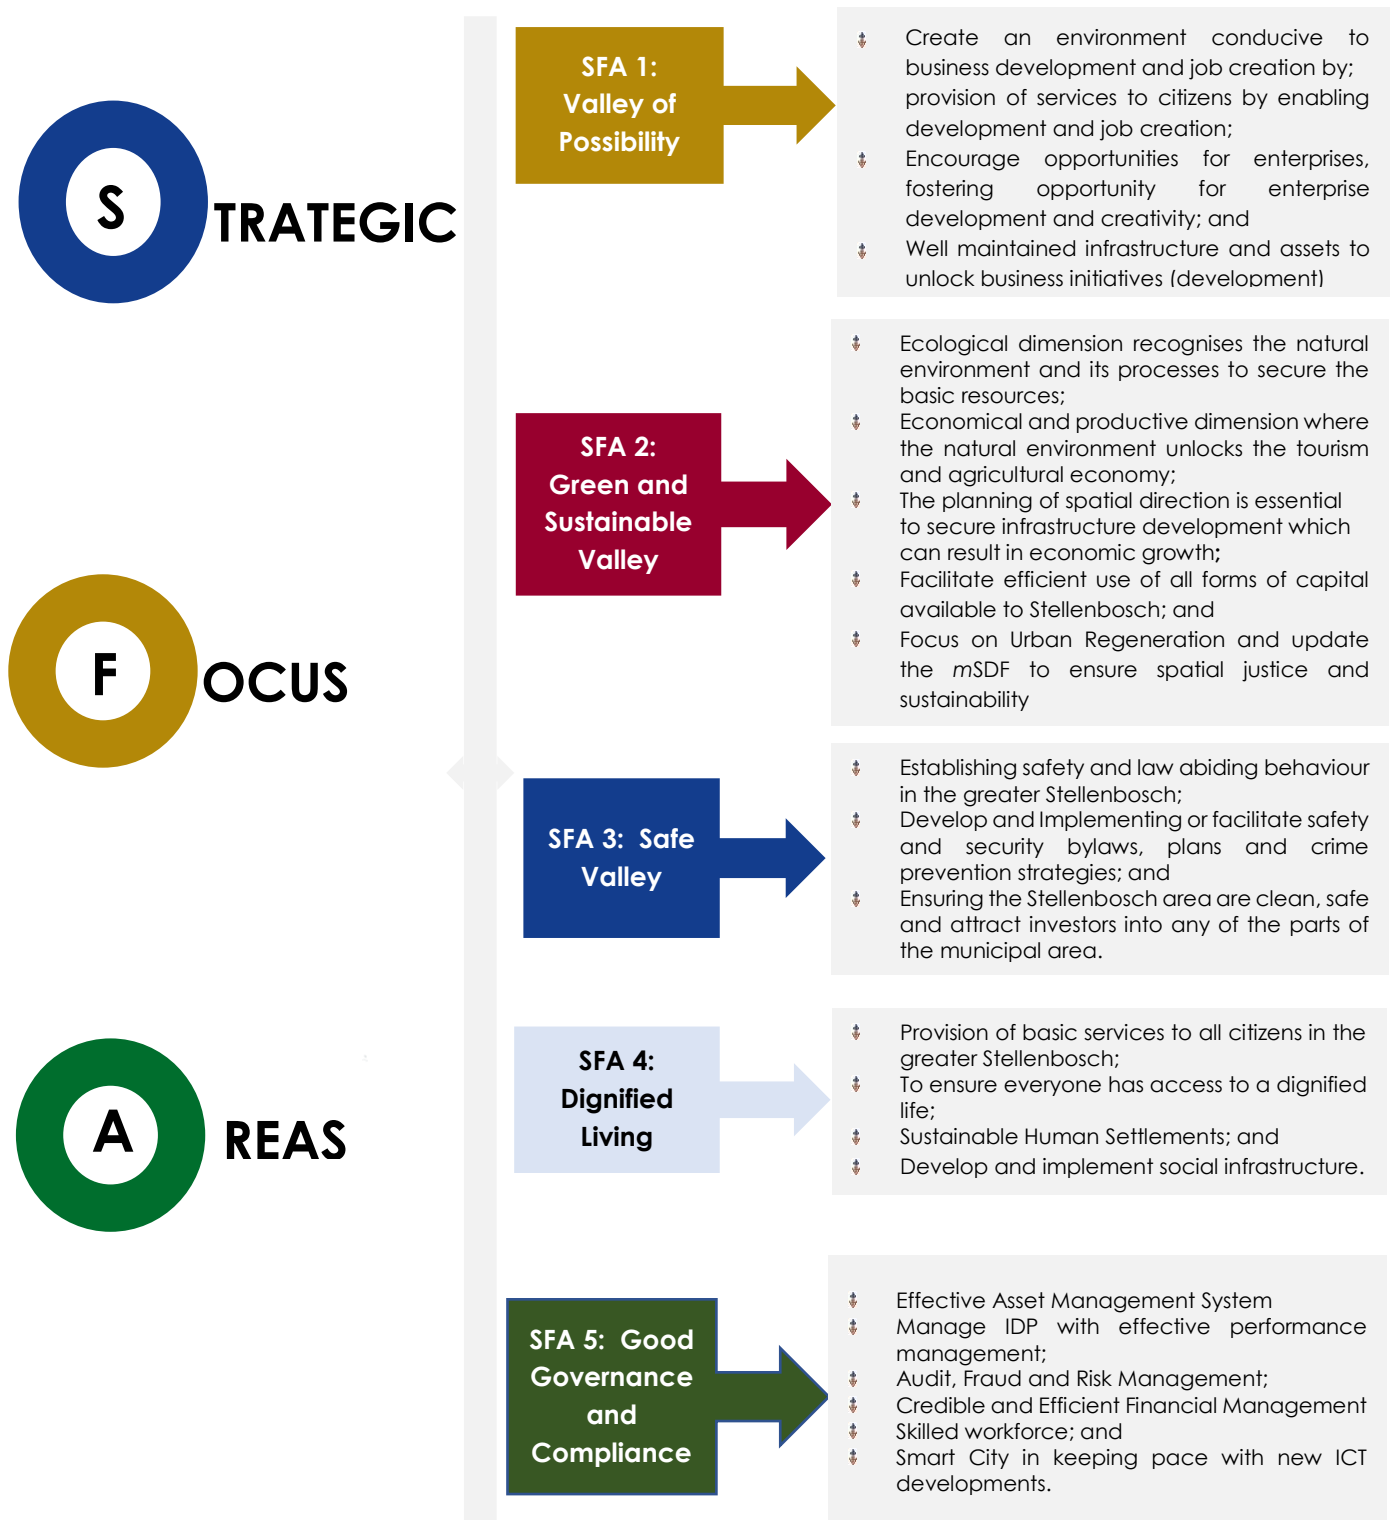 S TRATEGIC
F OCUS
A REAS
SFA 1:
Valley of
Possibility
Create an environment conducive to
business development and job creation by;
provision of services to citizens by enabling
development and job creation;
Encourage opportunities for enterprises,
fostering opportunity for enterprise
development and creativity; and
Well maintained infrastructure and assets to
unlock business initiatives (development)
SFA 2:
Green and
Sustainable
Valley
Ecological dimension recognises the natural
environment and its processes to secure the
basic resources;
Economical and productive dimension where
the natural environment unlocks the tourism
and agricultural economy;
The planning of spatial direction is essential
to secure infrastructure development which
can result in economic growth;
Facilitate efficient use of all forms of capital
available to Stellenbosch; and
Focus on Urban Regeneration and update
the mSDF to ensure spatial justice and
sustainability
SFA 3: Safe
Valley
Establishing safety and law abiding behaviour
in the greater Stellenbosch;
Develop and Implementing or facilitate safety
and security bylaws, plans and crime
prevention strategies; and
Ensuring the Stellenbosch area are clean, safe
and attract investors into any of the parts of
the municipal area.
SFA 4:
Dignified
Living
Provision of basic services to all citizens in the
greater Stellenbosch;
To ensure everyone has access to a dignified
life;
Sustainable Human Settlements; and
Develop and implement social infrastructure.
SFA 5: Good
Governance
and
Compliance
Effective Asset Management System
Manage IDP with effective performance
management;
Audit, Fraud and Risk Management;
Credible and Efficient Financial Management
Skilled workforce; and
Smart City in keeping pace with new ICT
developments.